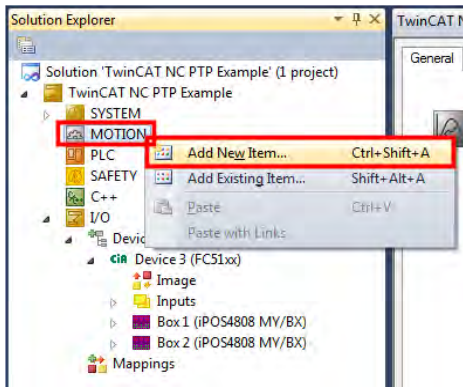 Solution Explorer
TwinCAT N
General
Solution 'TwinCAT NC PTP Example' (1 project)
TwinCAT NC PTP Example
SYSTEM
MOTION
Add New Item... Ctrl+Shift+A
PLC
SAFETY
Add Existing Item... Shift+Alt+A
C++
Paste Ctrl+V
I/O
Paste with Links
Devic
CiA Device 3 (FC51xx)
Image
Inputs
Box 1 (iPOS4808 MY/BX)
Box 2 (iPOS4808 MY/BX)
Mappings